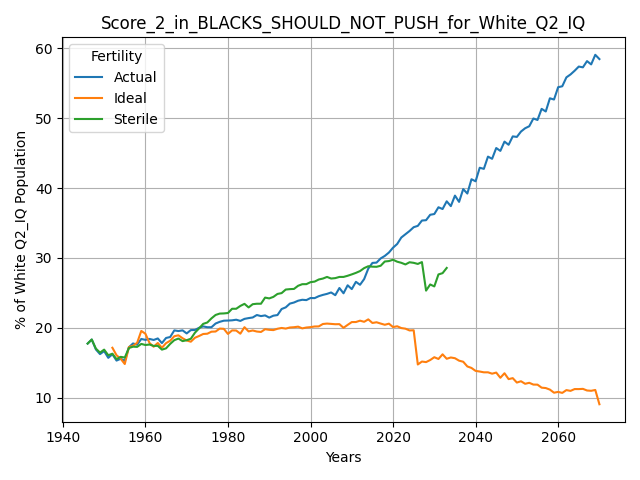 Score_2_in_BLACKS_SHOULD_NOT_PUSH_for_White_Q2_IQ
Fertility
Actual
Ideal
Sterile
% of White Q2_IQ Population
60
50
40
30
20
10
1940 1960 1980 2000 2020 2040 2060
Years